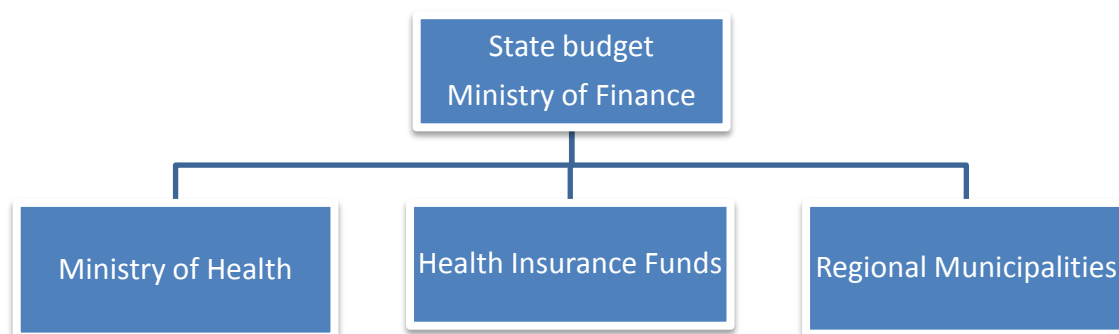 State budget
Ministry of Finance
Ministry of Health
Health Insurance Funds
Regional Municipalities